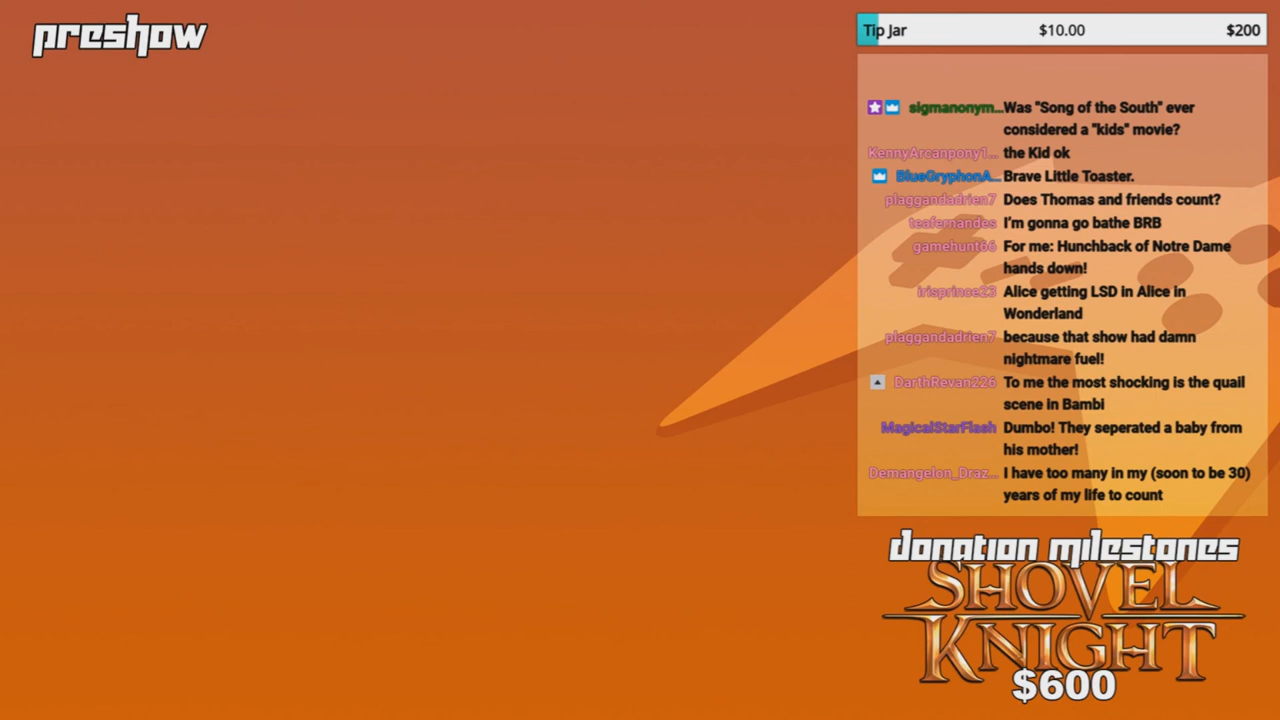 preshow
Tip Jar $10.00 $200
sigmanonym... Was "Song of the South" ever
considered a "kids" movie?
KennyArcanpony1... the Kid ok
BlueGryphonA... Brave Little Toaster.
plaggandadrien7 Does Thomas and friends count?
teafernandes I'm gonna go bathe BRB
gamehunt66 For me: Hunchback of Notre Dame
hands down!
irisprince23 Alice getting LSD in Alice in
Wonderland
plaggandadrien7 because that show had damn
nightmare fuel!
DarthRevan226 To me the most shocking is the quail
scene in Bambi
MagicalStarFlash Dumbo! They seperated a baby from
his mother!
Demangelon_Draz... I have too many in my (soon to be 30)
years of my life to count
donation milestones
SHOVEL
KNIGHT
$600